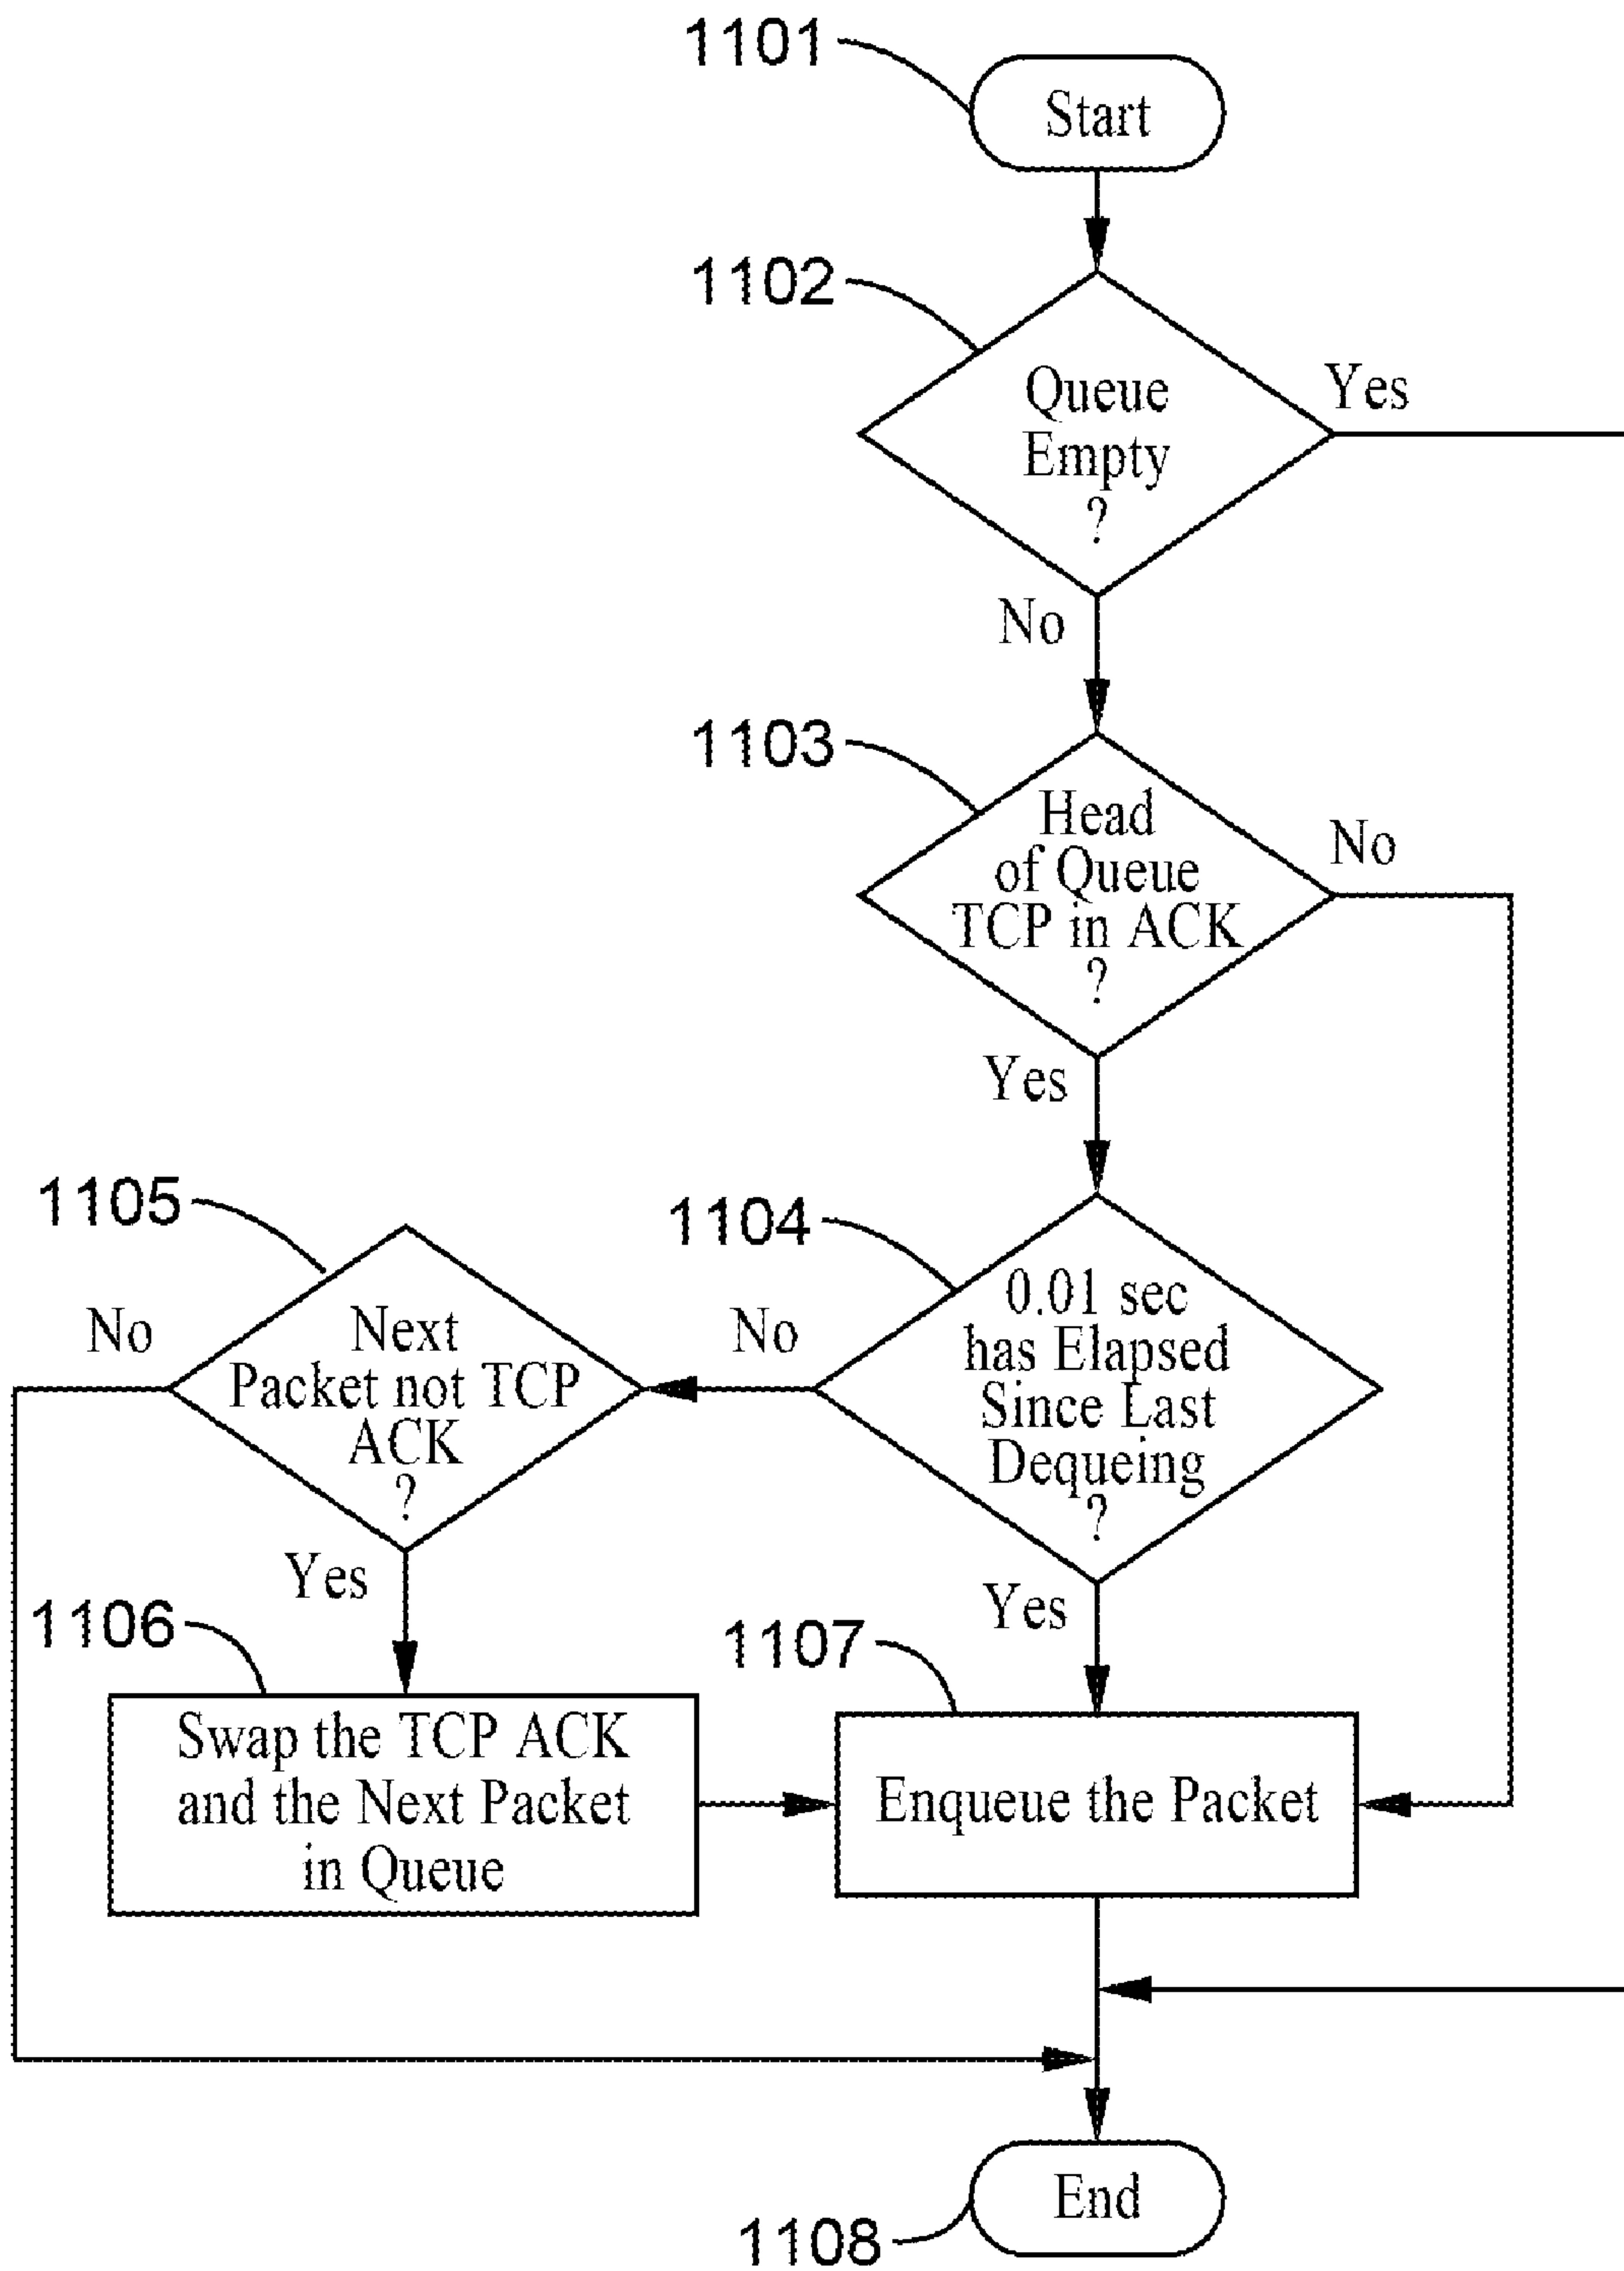 1101
Start
1102
Queue
Empty
?
Yes
No
1103
Head
of Queue
TCP in ACK
?
No
Yes
1104
0.01 sec
has Elapsed
Since Last
Dequeing
?
No
Yes
1105
Next
Packet not TCP
ACK
?
No
Yes
1106
Swap the TCP ACK
and the Next Packet
in Queue
1107
Enqueue the Packet
End
1108